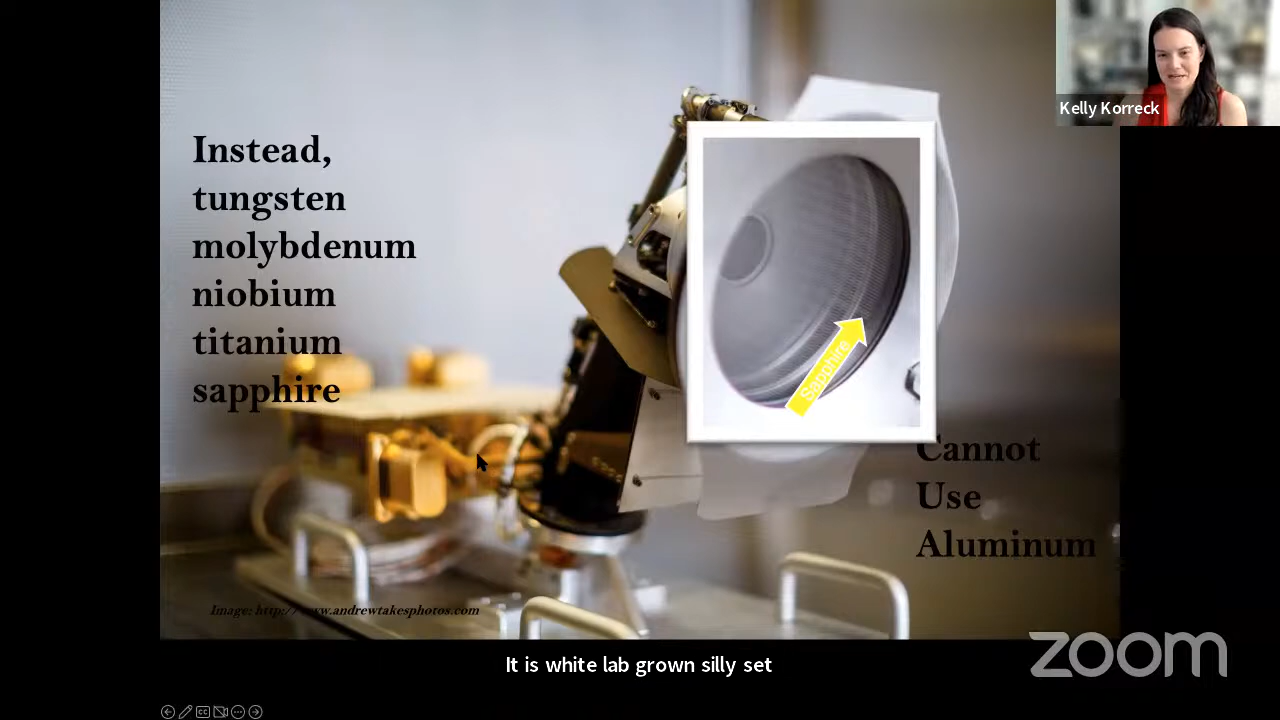 Kelly Korreck
Instead,
tungsten
molybdenum
niobium
titanium
sapphire
Sapphire
Cannot
Use
Aluminum
Image: http://www.andrewtakesphotos.com
zoom
It is white lab grown silly set